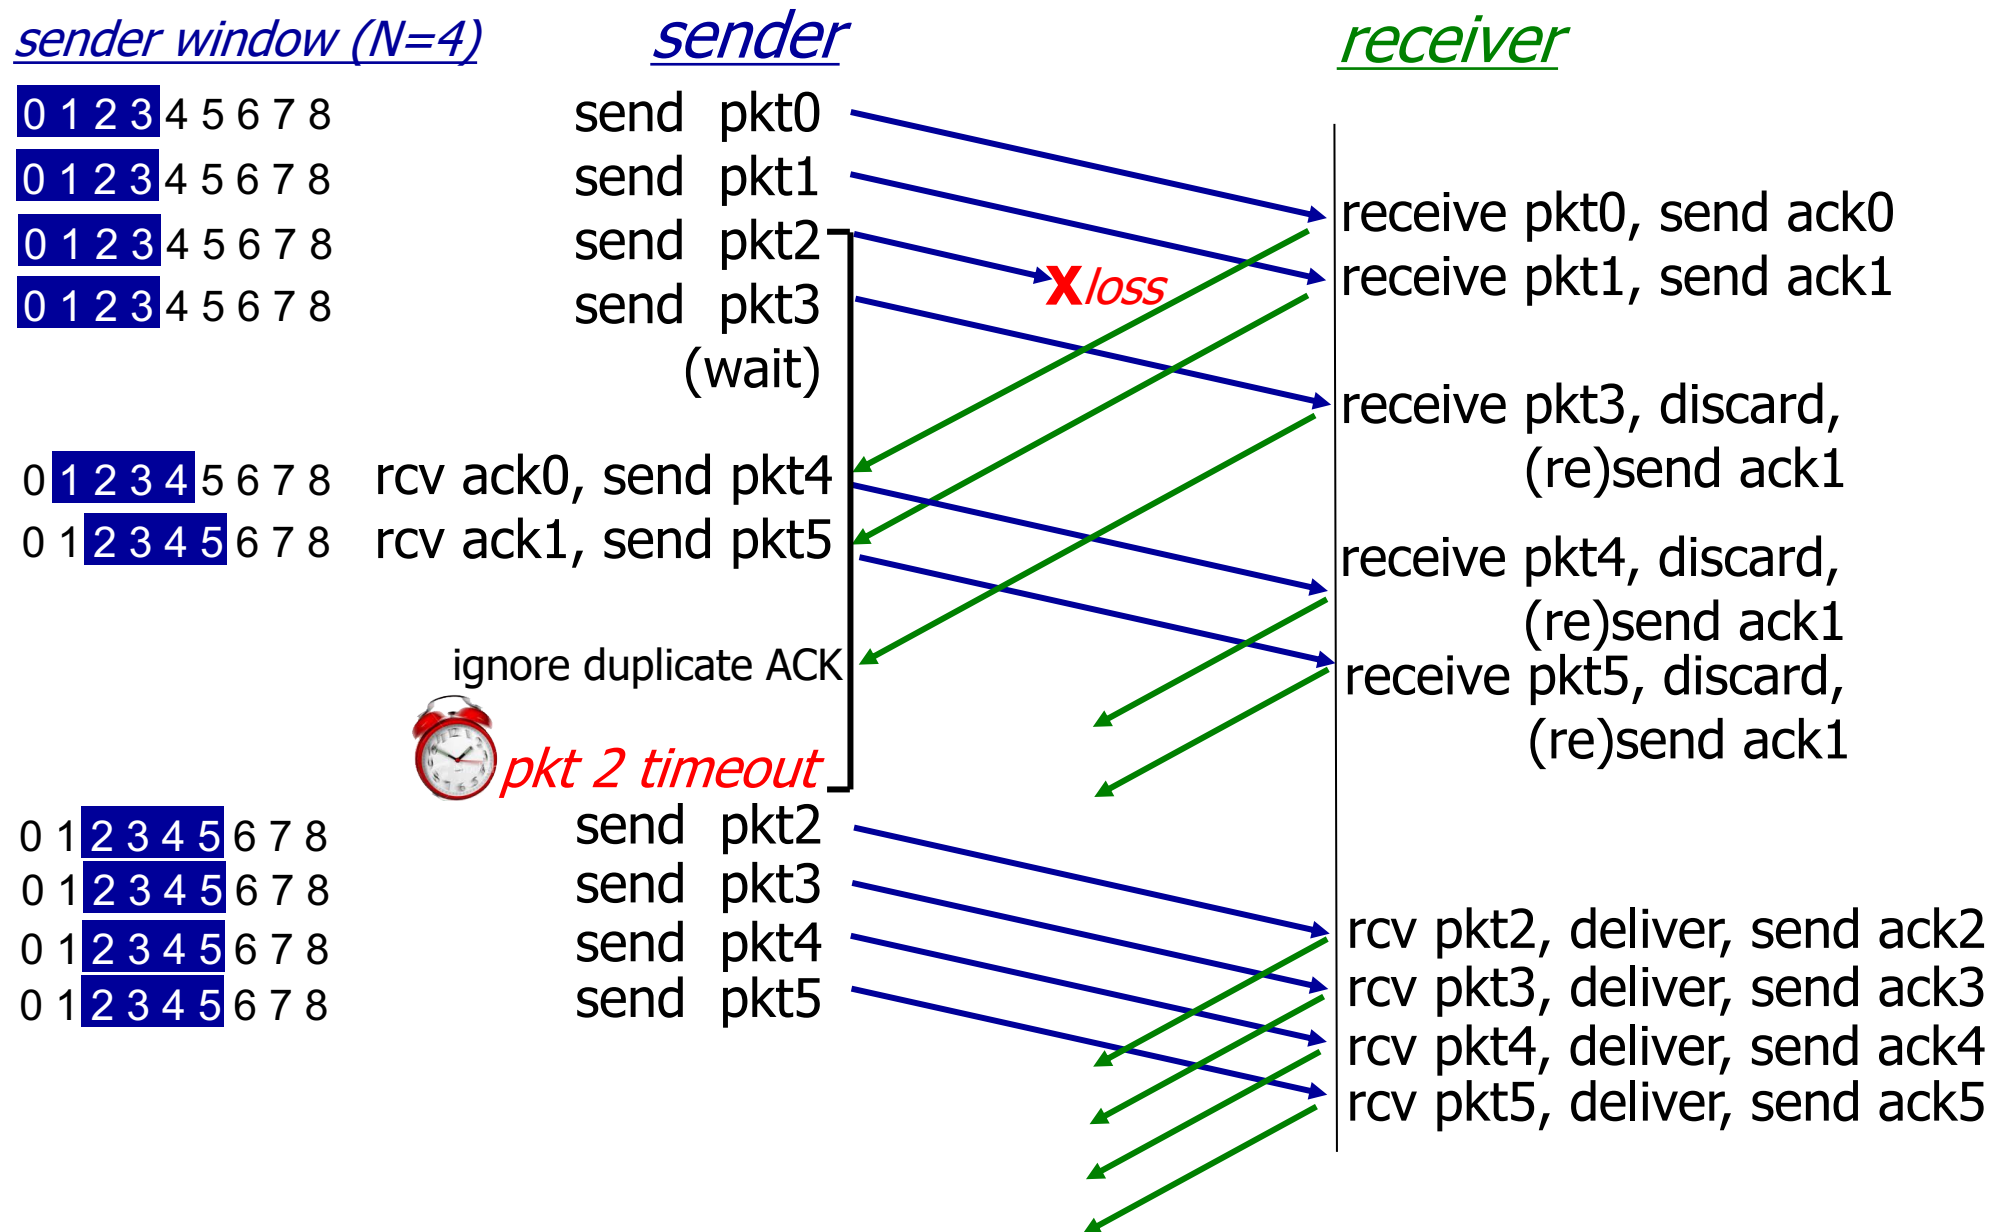 sender window (N=4) sender receiver
0 1 2 3 4 5 6 7 8 send pkt0
0 1 2 3 4 5 6 7 8 send pkt1
receive pkt0, send ack0
0 1 2 3 4 5 6 7 8 send pkt2
receive pkt1, send ack1
X loss
0 1 2 3 4 5 6 7 8 send pkt3
(wait)
receive pkt3, discard,
(re)send ack1
0 1 2 3 4 5 6 7 8 rcv ack0, send pkt4
0 1 2 3 4 5 6 7 8 rcv ack1, send pkt5
receive pkt4, discard,
(re)send ack1
ignore duplicate ACK
receive pkt5, discard,
(re)send ack1
pkt 2 timeout
0 1 2 3 4 5 6 7 8 send pkt2
0 1 2 3 4 5 6 7 8 send pkt3
0 1 2 3 4 5 6 7 8 send pkt4
0 1 2 3 4 5 6 7 8 send pkt5
rcv pkt2, deliver, send ack2
rcv pkt3, deliver, send ack3
rcv pkt4, deliver, send ack4
rcv pkt5, deliver, send ack5